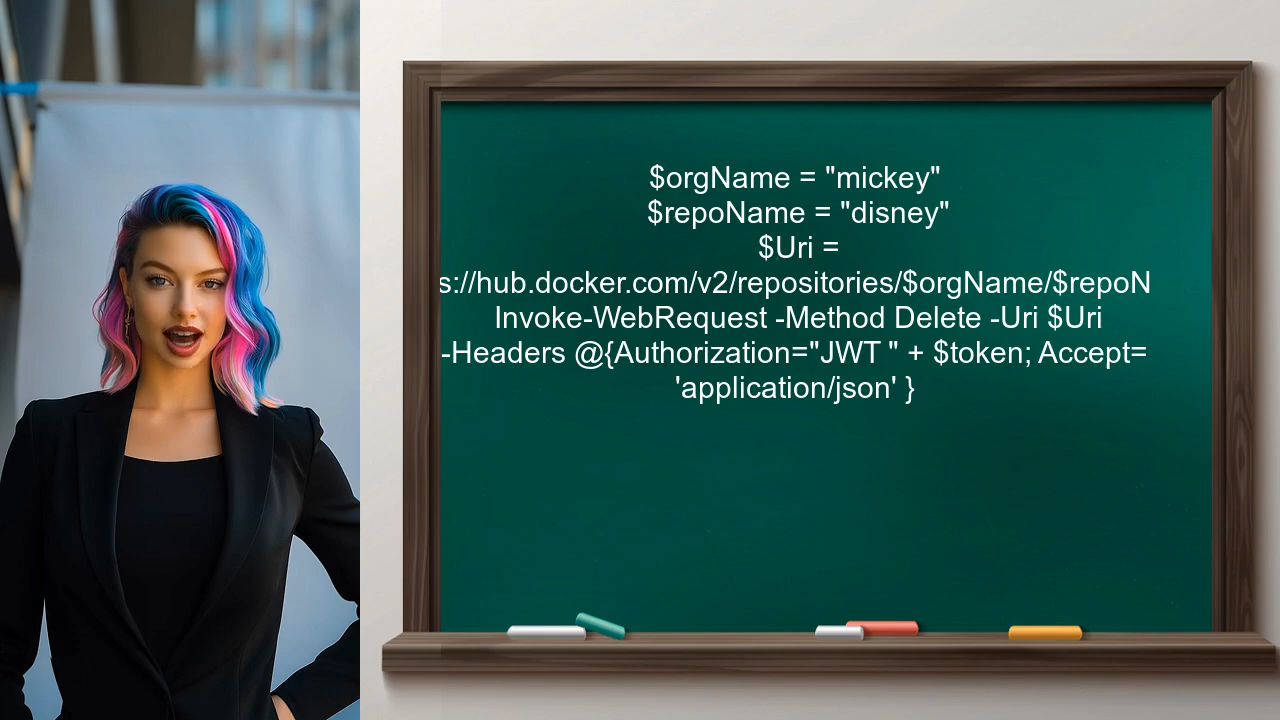 $orgName = "mickey"
$repoName = "disney"
$Uri =
s://hub.docker.com/v2/repositories/$orgName/$repoN
Invoke-WebRequest -Method Delete -Uri $Uri
-Headers @{Authorization="JWT " + $token; Accept=
'application/json' }